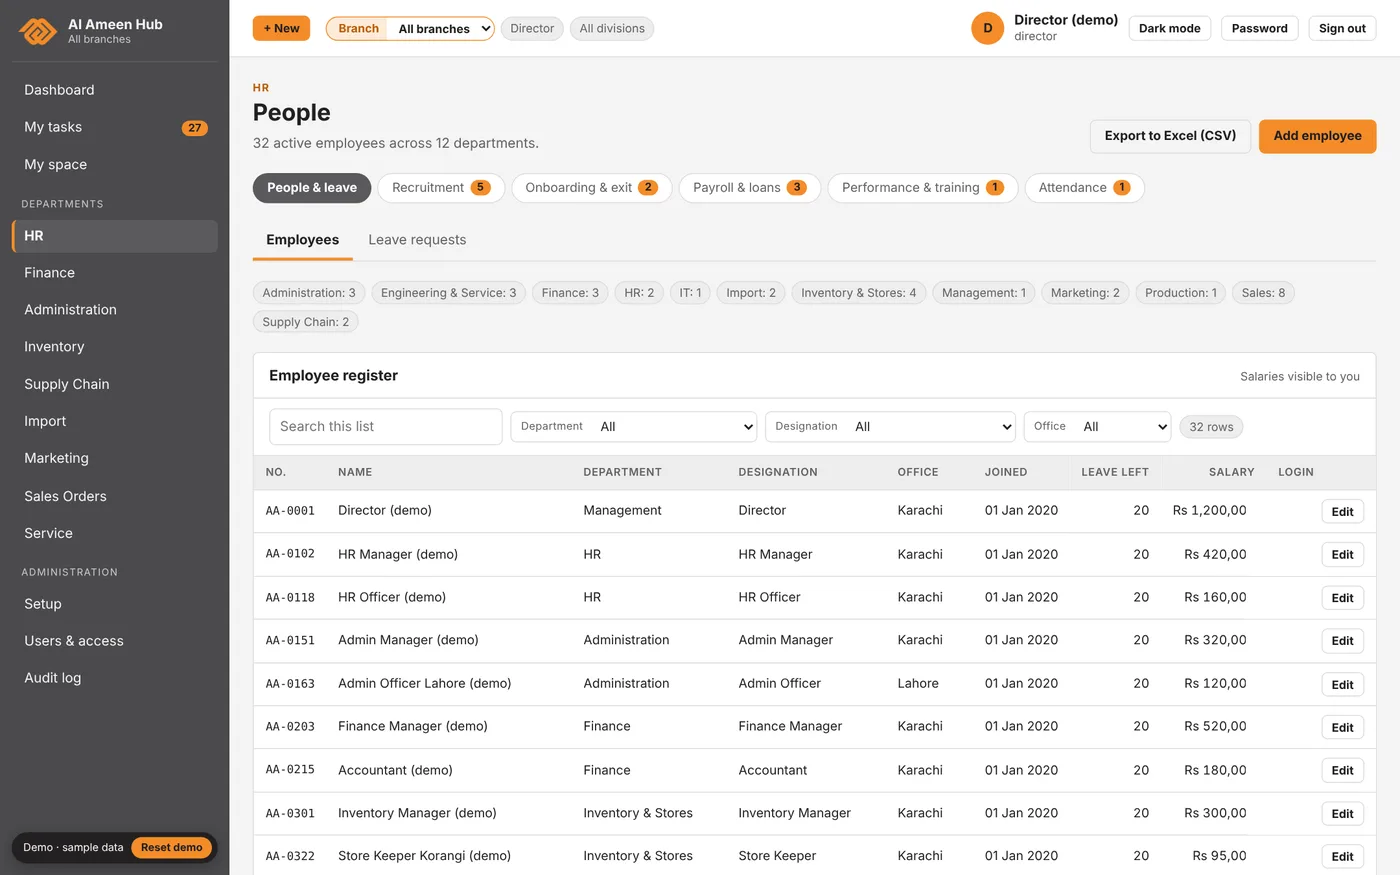 Al Ameen Hub
All branches
Dashboard
My tasks 27
My space
DEPARTMENTS
HR
Finance
Administration
Inventory
Supply Chain
Import
Marketing
Sales Orders
Service
ADMINISTRATION
Setup
Users & access
Audit log
Demo · sample data Reset demo
+ New Branch All branches Director All divisions
D Director (demo) director Dark mode Password Sign out
HR
People
32 active employees across 12 departments.
Export to Excel (CSV) Add employee
People & leave Recruitment 5 Onboarding & exit 2 Payroll & loans 3 Performance & training 1 Attendance 1
Employees Leave requests
Administration: 3 Engineering & Service: 3 Finance: 3 HR: 2 IT: 1 Import: 2 Inventory & Stores: 4 Management: 1 Marketing: 2 Production: 1 Sales: 8
Supply Chain: 2
Employee register Salaries visible to you
Search this list Department All Designation All Office All 32 rows
NO. NAME DEPARTMENT DESIGNATION OFFICE JOINED LEAVE LEFT SALARY LOGIN
AA-0001 Director (demo) Management Director Karachi 01 Jan 2020 20 Rs 1,200,00 Edit
AA-0102 HR Manager (demo) HR HR Manager Karachi 01 Jan 2020 20 Rs 420,00 Edit
AA-0118 HR Officer (demo) HR HR Officer Karachi 01 Jan 2020 20 Rs 160,00 Edit
AA-0151 Admin Manager (demo) Administration Admin Manager Karachi 01 Jan 2020 20 Rs 320,00 Edit
AA-0163 Admin Officer Lahore (demo) Administration Admin Officer Lahore 01 Jan 2020 20 Rs 120,00 Edit
AA-0203 Finance Manager (demo) Finance Finance Manager Karachi 01 Jan 2020 20 Rs 520,00 Edit
AA-0215 Accountant (demo) Finance Accountant Karachi 01 Jan 2020 20 Rs 180,00 Edit
AA-0301 Inventory Manager (demo) Inventory & Stores Inventory Manager Karachi 01 Jan 2020 20 Rs 300,00 Edit
AA-0322 Store Keeper Korangi (demo) Inventory & Stores Store Keeper Karachi 01 Jan 2020 20 Rs 95,00 Edit